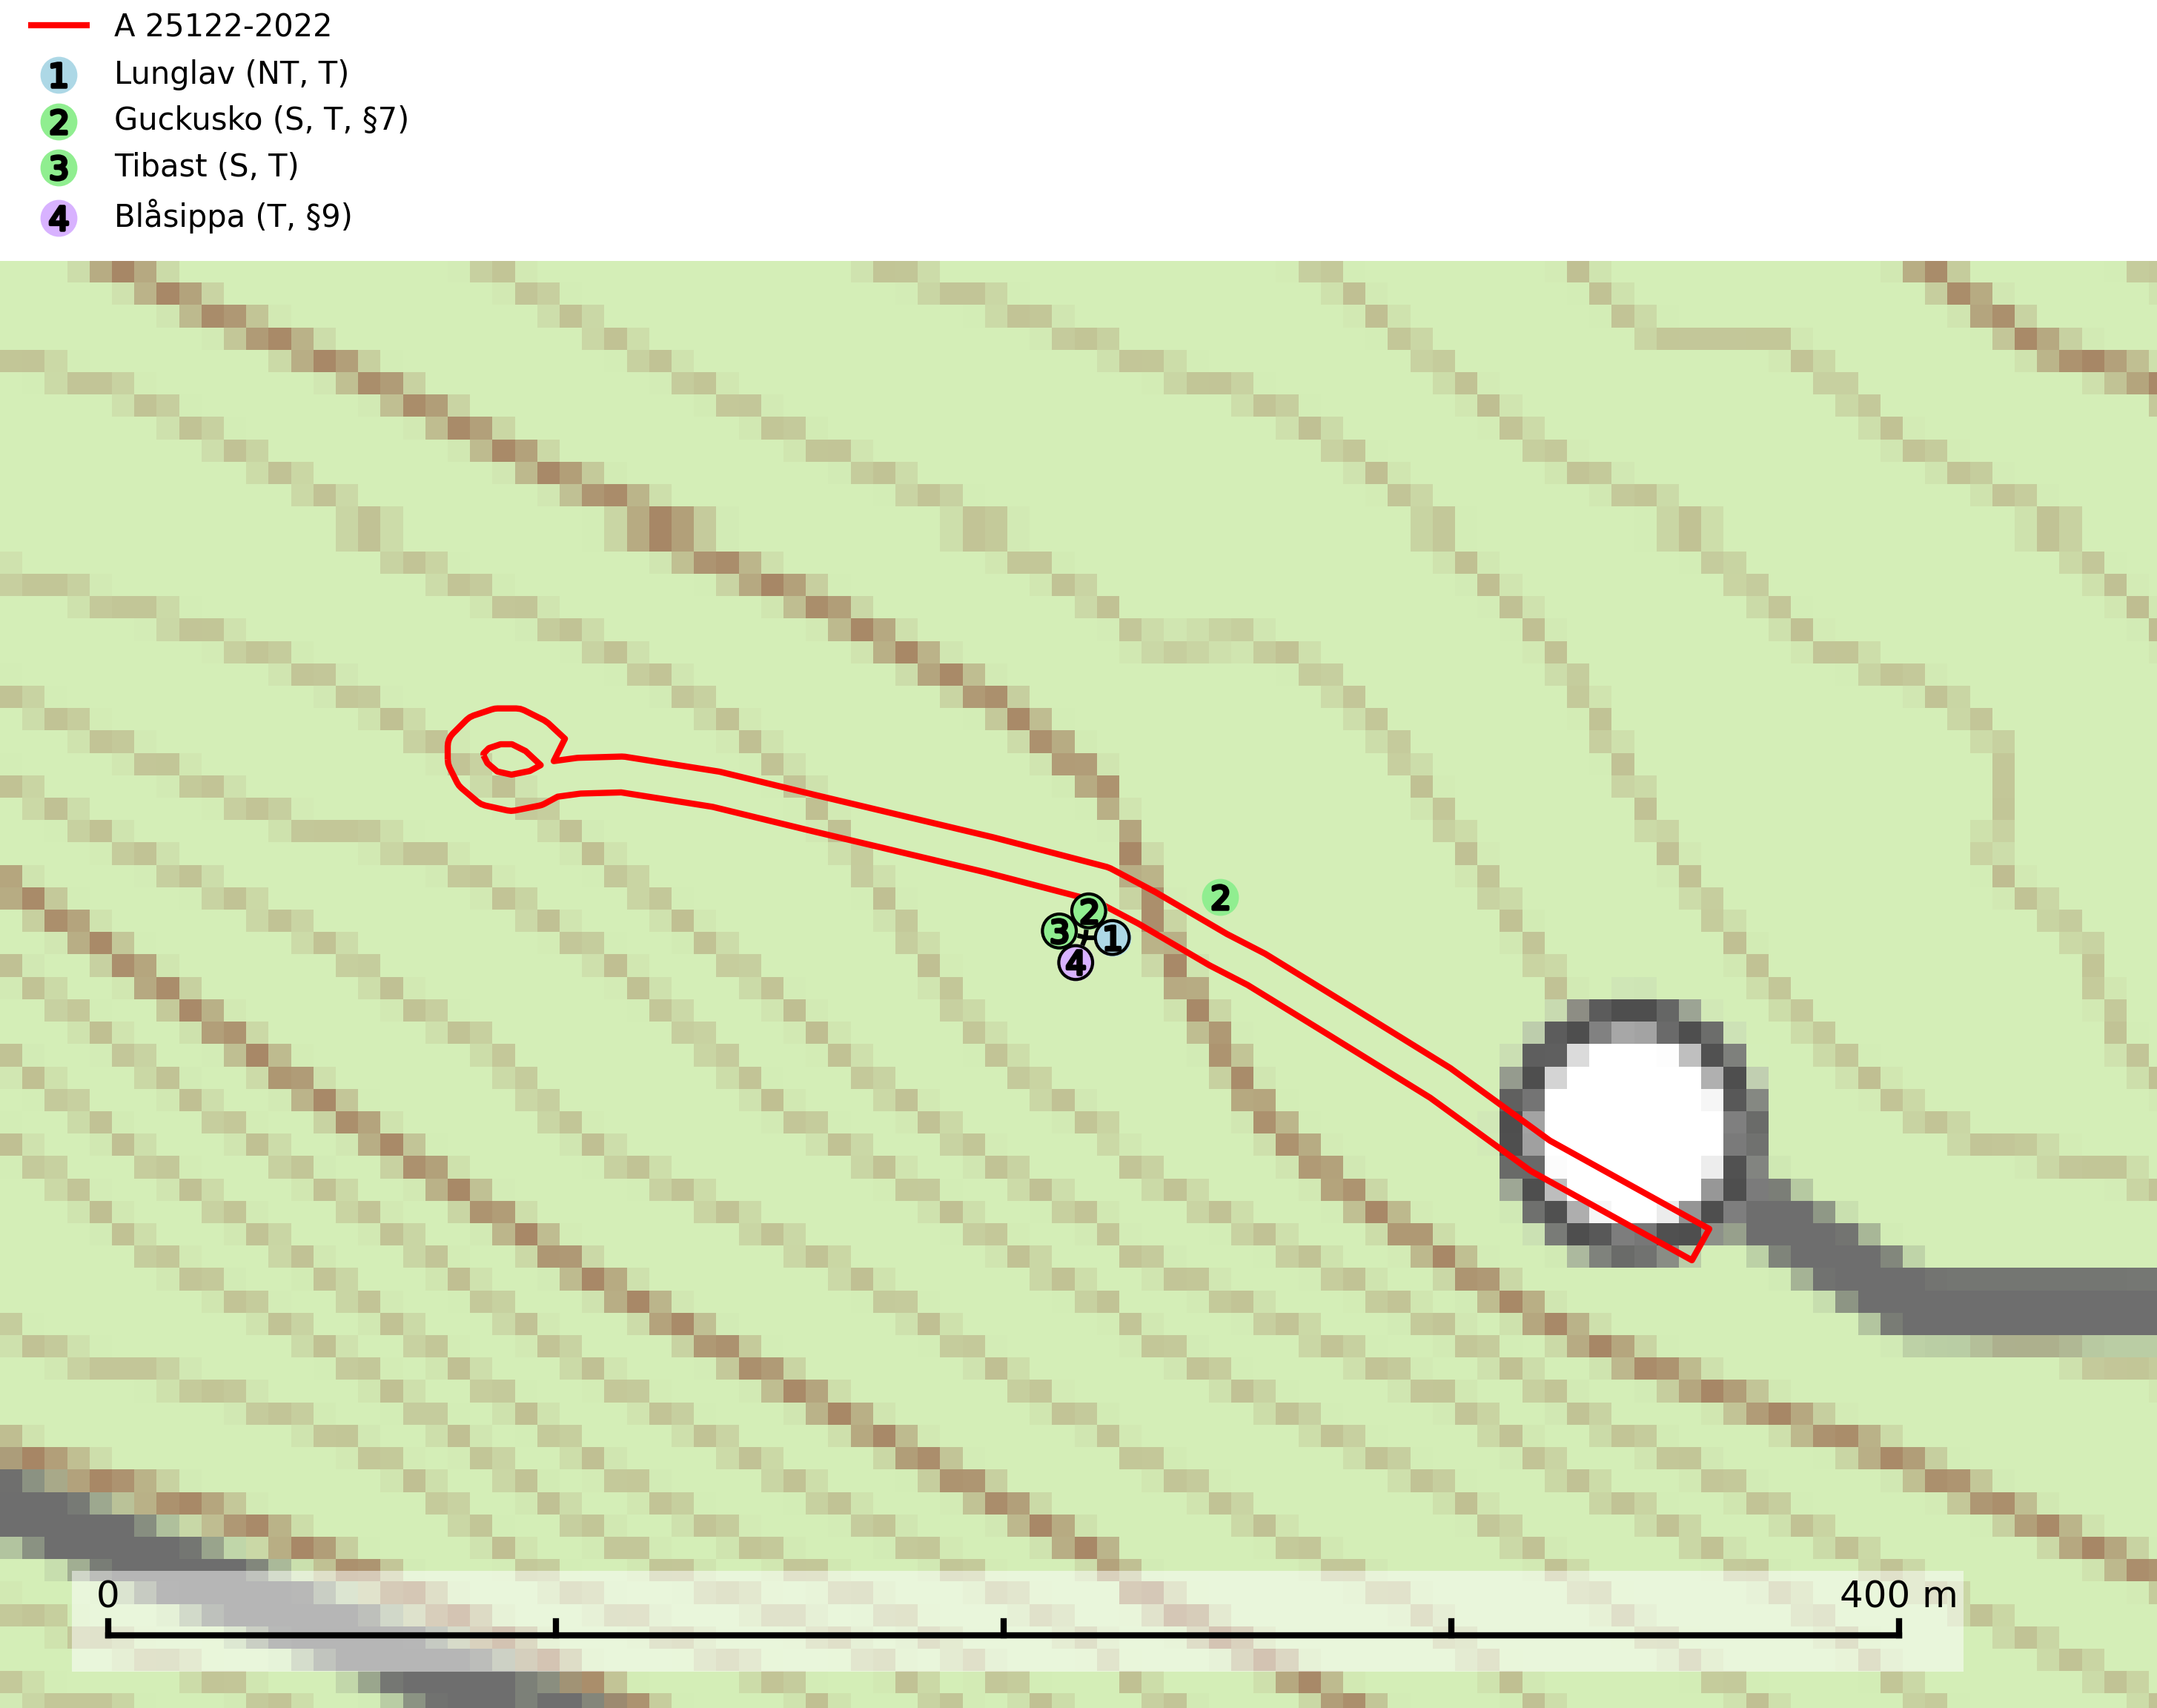 A 25122-2022
1 Lunglav (NT, T)
2 Guckusko (S, T, §7)
3 Tibast (S, T)
4 Blåsippa (T, §9)
2
2
3
1
4
0
400 m